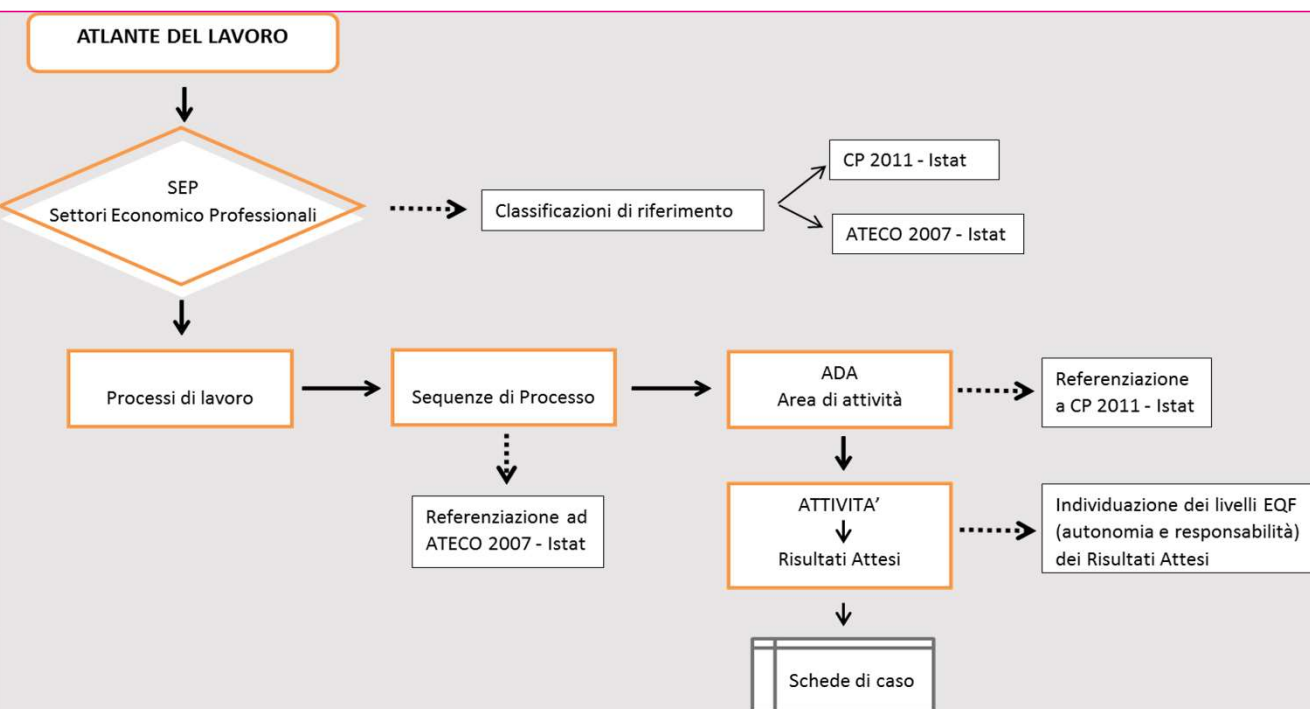 ATLANTE DEL LAVORO
SEP
Settori Economico Professionali
Classificazioni di riferimento
CP 2011 - Istat
ATECO 2007 - Istat
Processi di lavoro
Sequenze di Processo
ADA
Area di attività
Referenziazione
a CP 2011 - Istat
Referenziazione ad
ATECO 2007 - Istat
ATTIVITA’
Risultati Attesi
Individuazione dei livelli EQF
(autonomia e responsabilità)
dei Risultati Attesi
Schede di caso